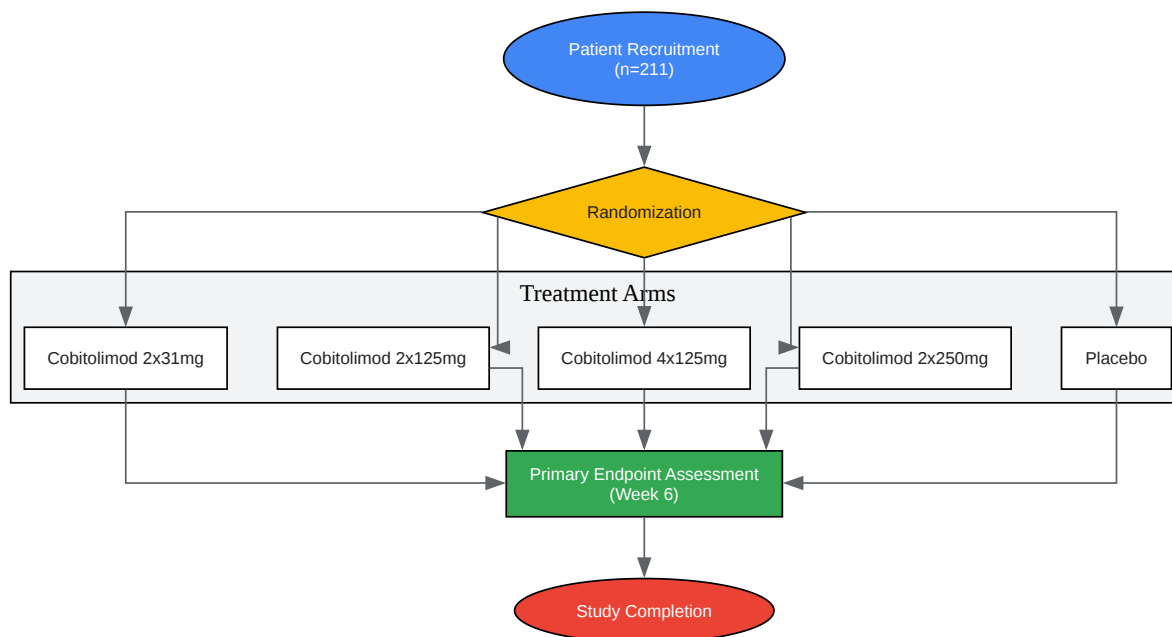 Patient Recruitment
(n=211)
Randomization
Treatment Arms
Cobitolimod 2x31mg
Cobitolimod 2x125mg
Cobitolimod 4x125mg
Cobitolimod 2x250mg
Placebo
Primary Endpoint Assessment
(Week 6)
Study Completion